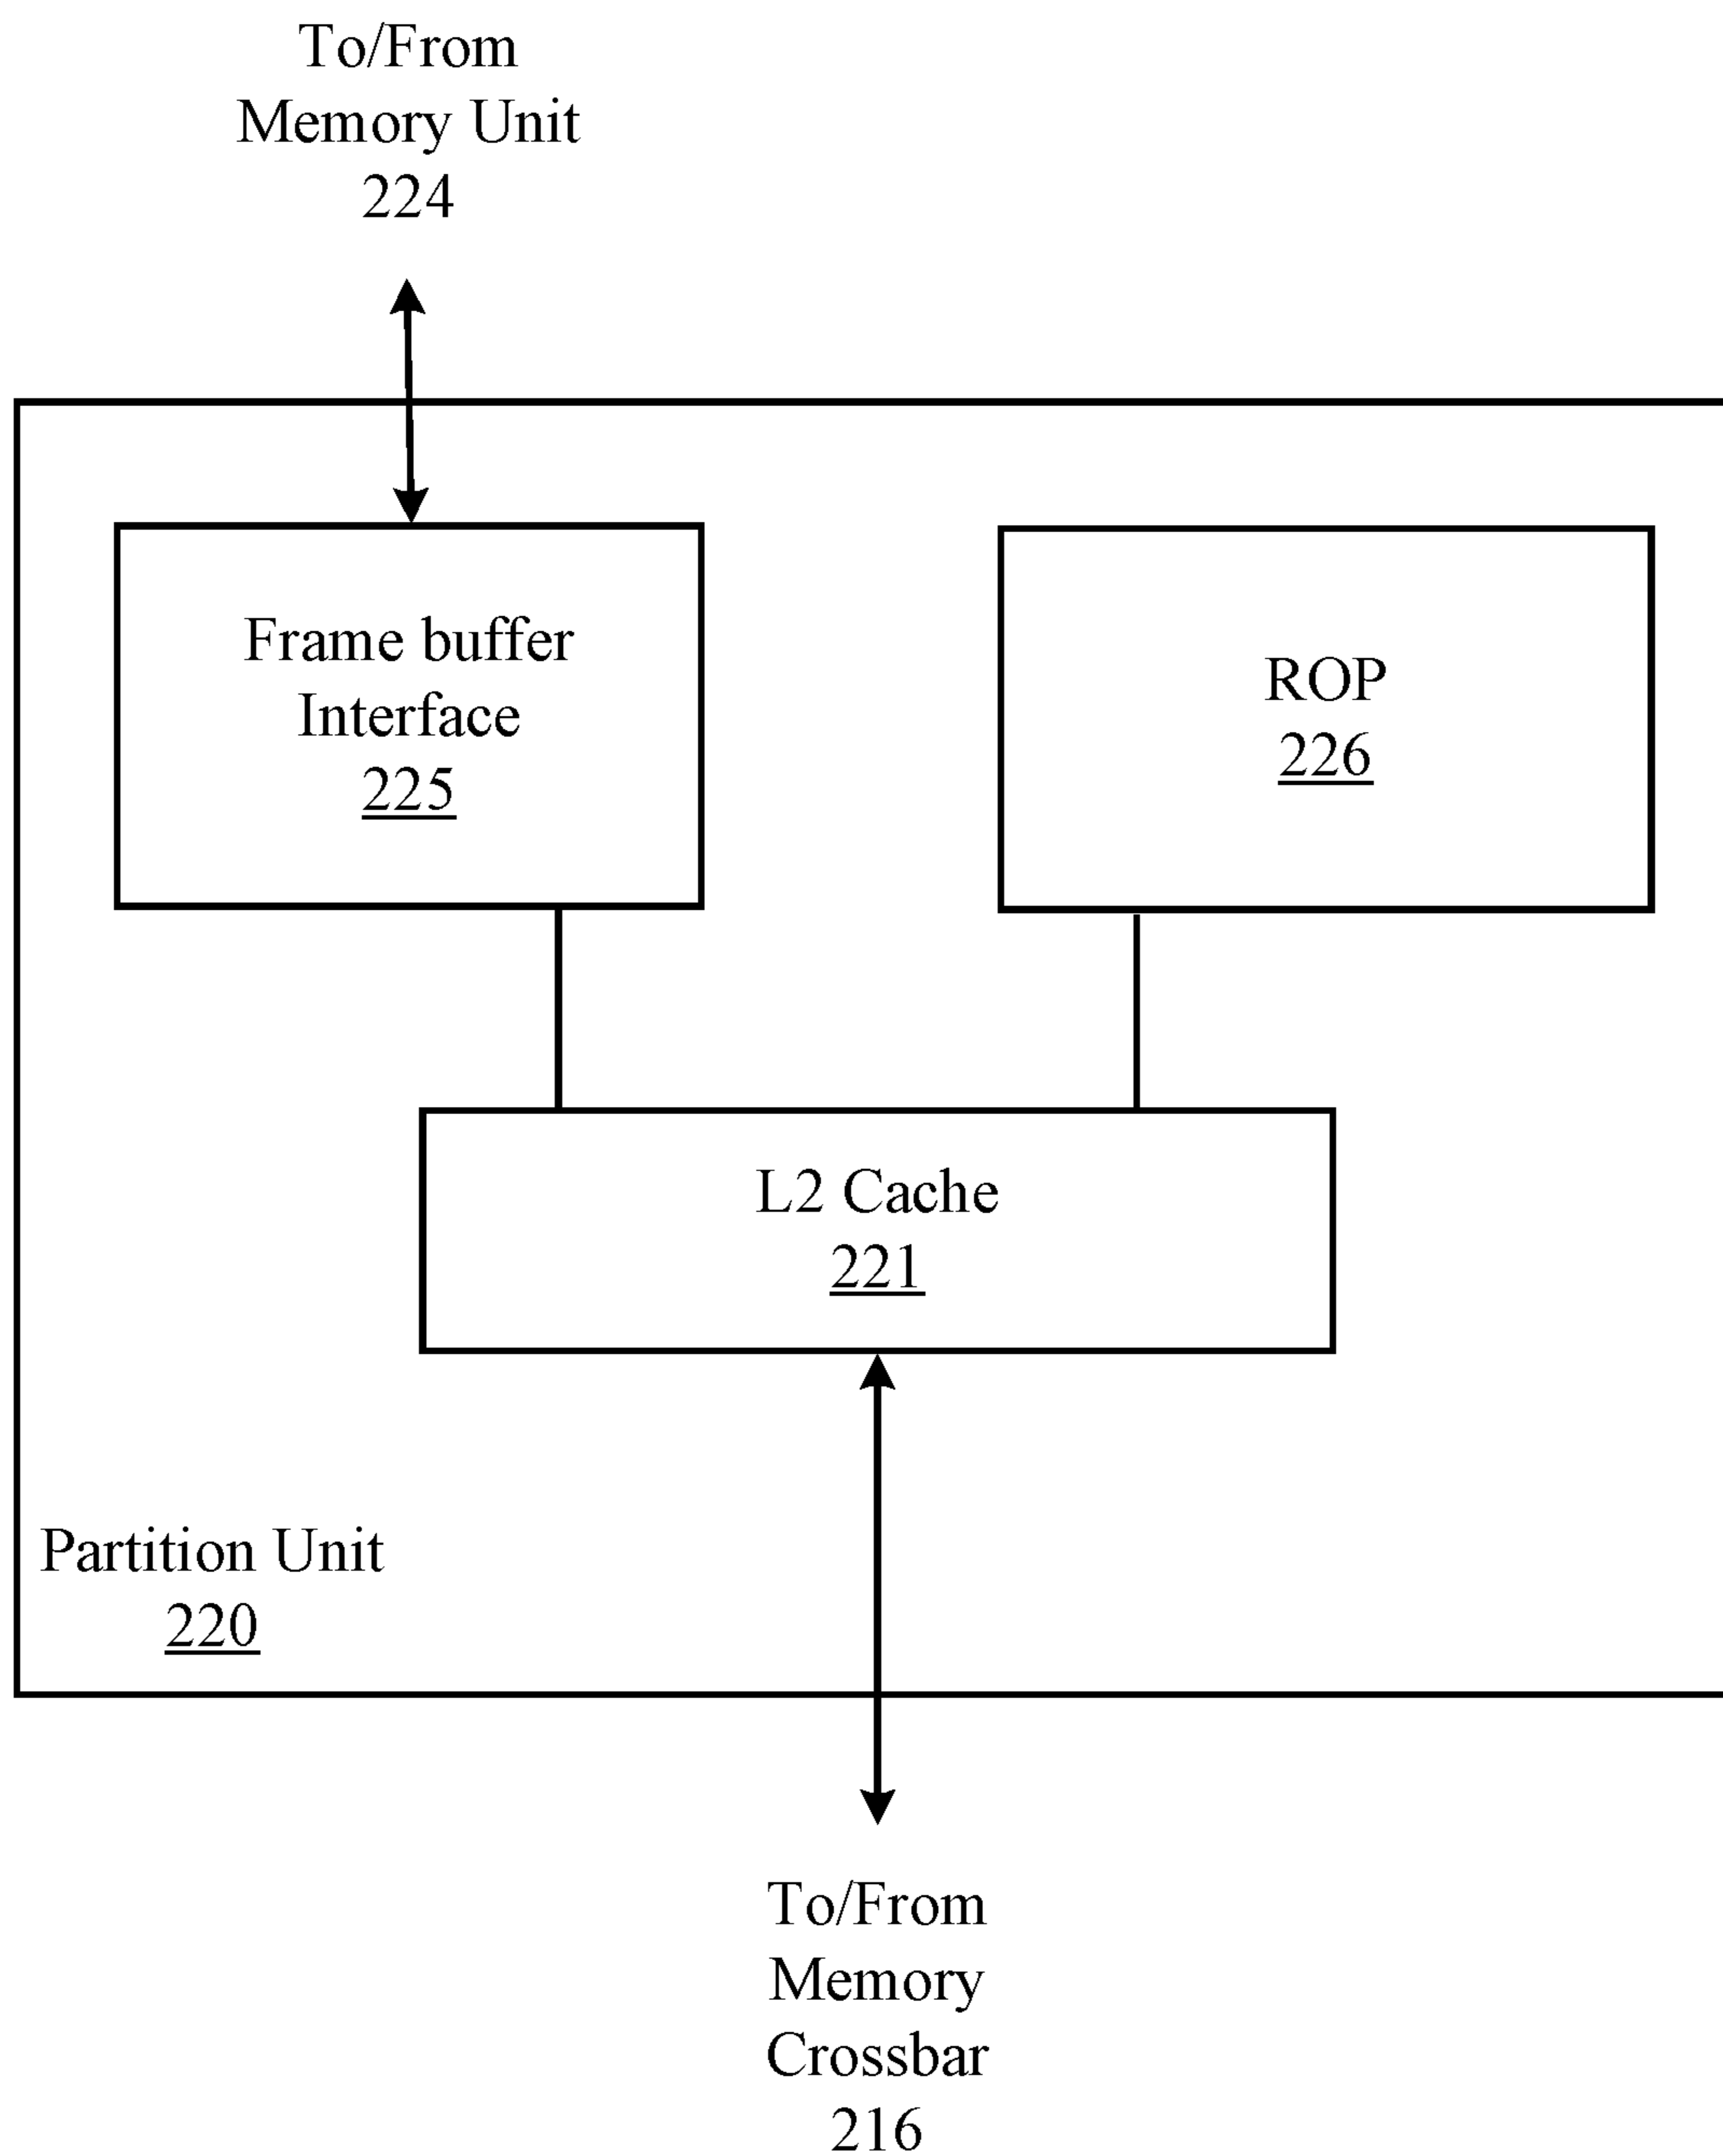 To/From
Memory Unit
224
Frame buffer
Interface
225
ROP
226
L2 Cache
221
Partition Unit
220
To/From
Memory
Crossbar
216